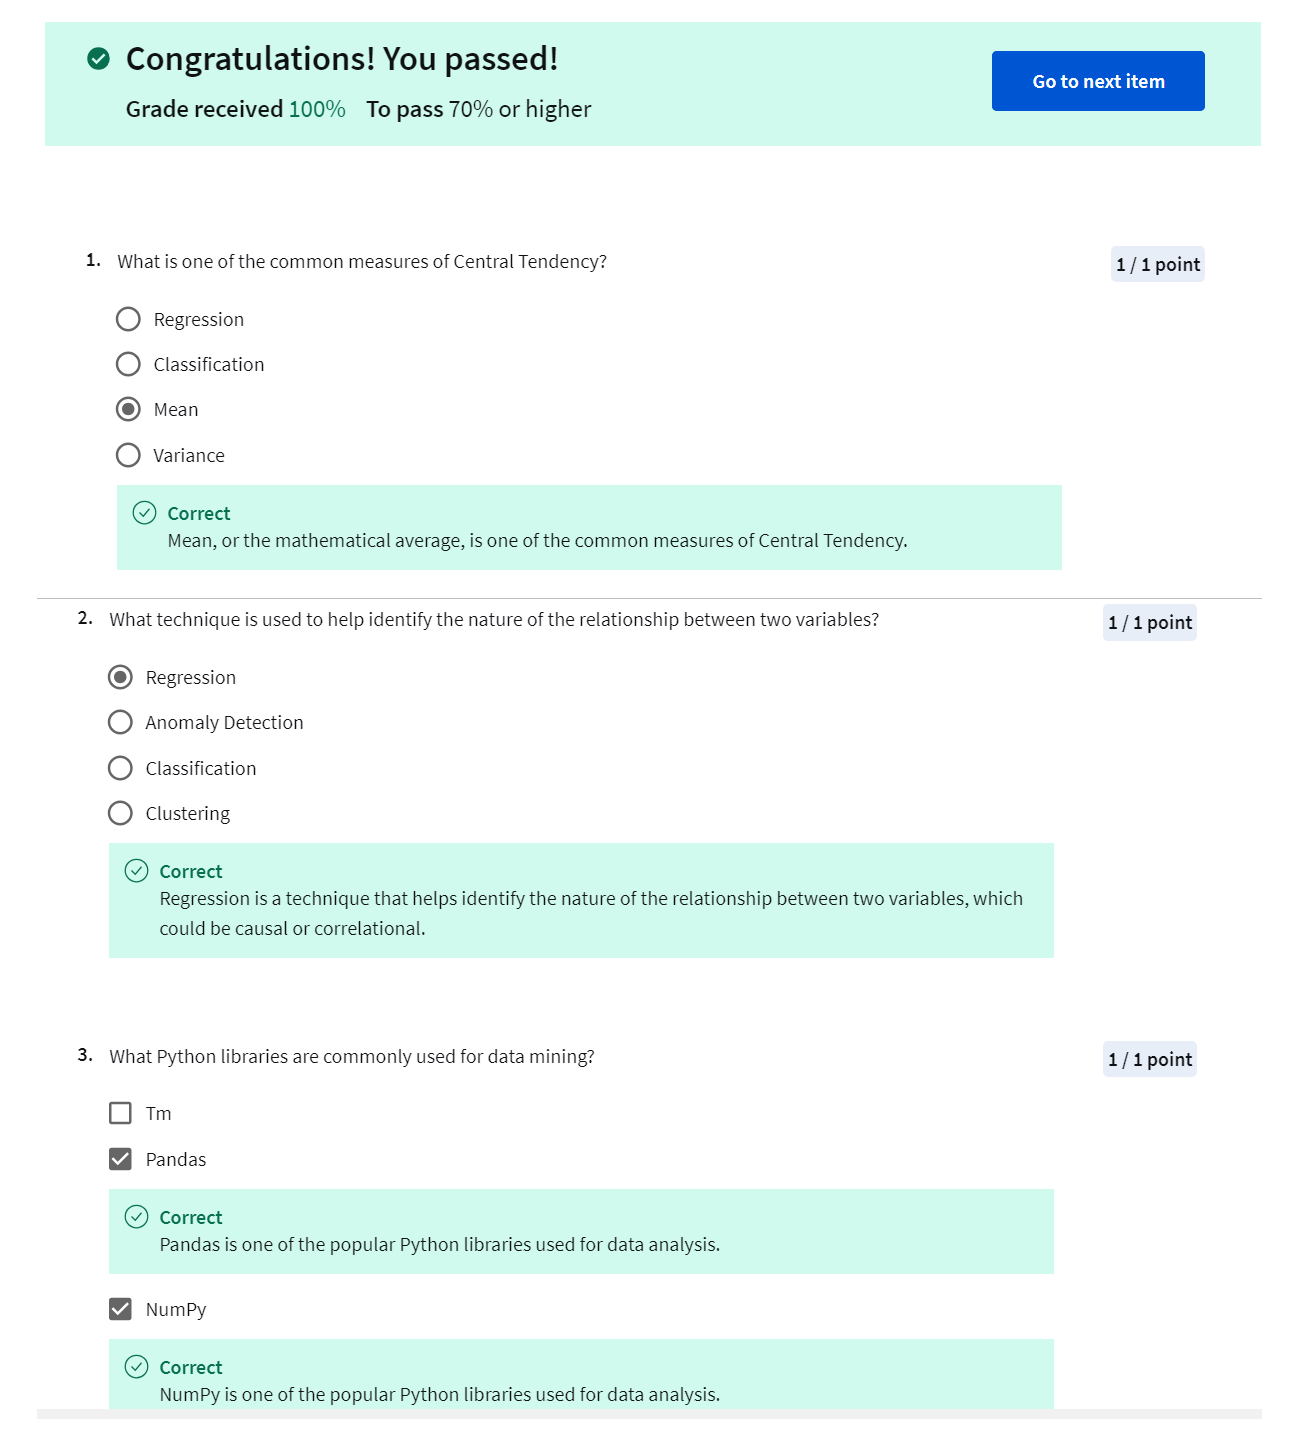 Congratulations! You passed!
Go to next item
Grade received 100% To pass 70% or higher
1. What is one of the common measures of Central Tendency?
1 / 1 point
Regression
Classification
Mean
Variance
Correct
Mean, or the mathematical average, is one of the common measures of Central Tendency.
2. What technique is used to help identify the nature of the relationship between two variables?
1 / 1 point
Regression
Anomaly Detection
Classification
Clustering
Correct
Regression is a technique that helps identify the nature of the relationship between two variables, which
could be causal or correlational.
3. What Python libraries are commonly used for data mining?
1 / 1 point
Tm
Pandas
Correct
Pandas is one of the popular Python libraries used for data analysis.
NumPy
Correct
NumPy is one of the popular Python libraries used for data analysis.